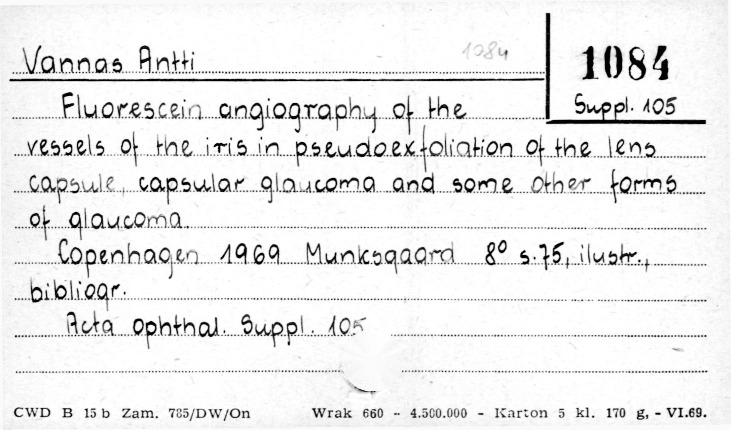 Vannas Antti
1084
1084
Suppl. 105
Fluorescein angiography of the
vessels of the iris in pseudoexfoliation of the lens
capsule, capsular glaucoma and some other forms
of glaucoma.
Copenhagen 1969 Munksgaard 8° s.75, ilustr.,
bibliogr.
Acta ophthal. Suppl. 105
CWD B 15 b Zam. 785/DW/On Wrak 660 - 4.500.000 - Karton 5 kl. 170 g, - VI.69.